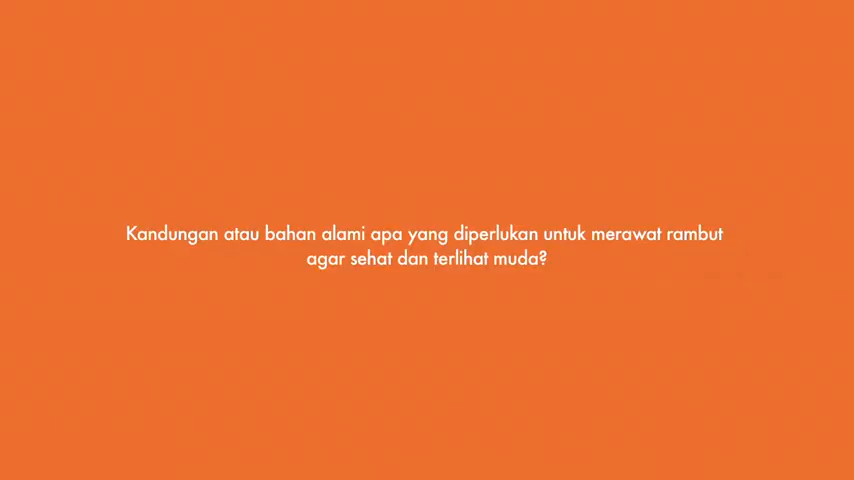 Kandungan atau bahan alami apa yang diperlukan untuk merawat rambut
agar sehat dan terlihat muda?